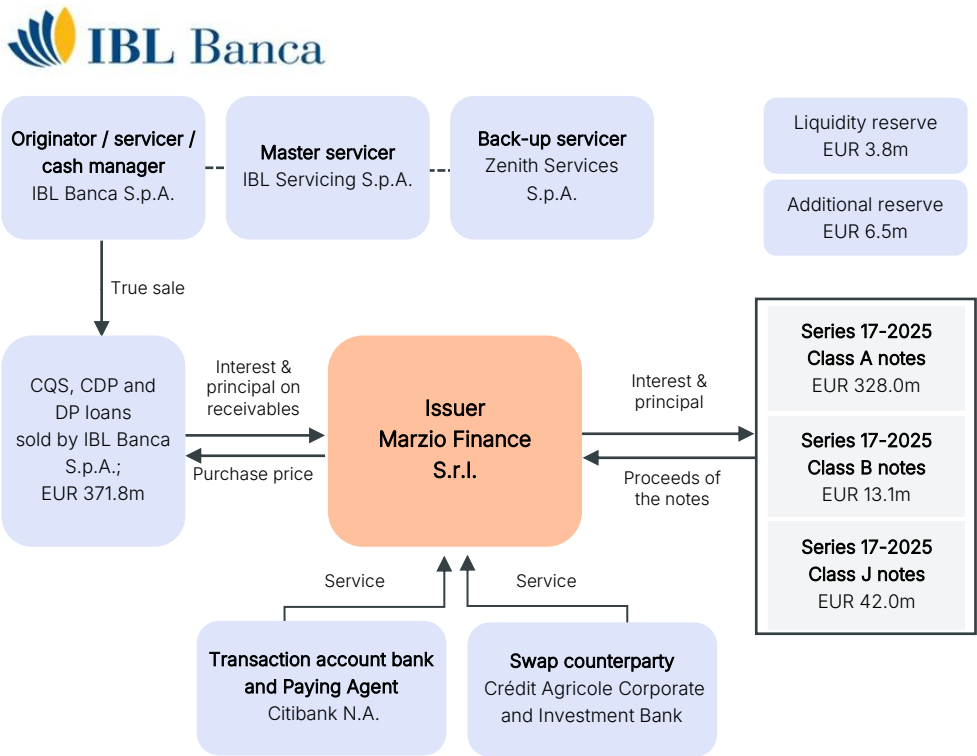 IBL Banca
Originator / servicer /
cash manager
IBL Banca S.p.A.
Master servicer
IBL Servicing S.p.A.
Back-up servicer
Zenith Services
S.p.A.
Liquidity reserve
EUR 3.8m
Additional reserve
EUR 6.5m
True sale
CQS, CDP and
DP loans
sold by IBL Banca
S.p.A.;
EUR 371.8m
Interest &
principal on
receivables
Purchase price
Issuer
Marzio Finance
S.r.l.
Interest &
principal
Proceeds of
the notes
Series 17-2025
Class A notes
EUR 328.0m
Series 17-2025
Class B notes
EUR 13.1m
Series 17-2025
Class J notes
EUR 42.0m
Service
Service
Transaction account bank
and Paying Agent
Citibank N.A.
Swap counterparty
Crédit Agricole Corporate
and Investment Bank